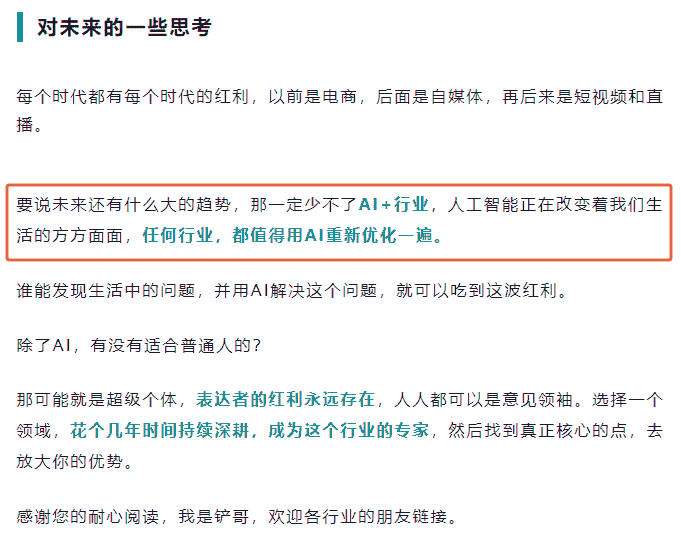 对未来的一些思考
每个时代都有每个时代的红利，以前是电商，后面是自媒体，再后来是短视频和直
播。
要说未来还有什么大的趋势，那一定少不了AI+行业，人工智能正在改变着我们生
活的方方面面，任何行业，都值得用AI重新优化一遍。
谁能发现生活中的问题，并用AI解决这个问题，就可以吃到这波红利。
除了AI，有没有适合普通人的？
那可能就是超级个体，表达者的红利永远存在，人人都可以是意见领袖。选择一个
领域，花个几年时间持续深耕，成为这个行业的专家，然后找到真正核心的点，去
放大你的优势。
感谢您的耐心阅读，我是铲哥，欢迎各行业的朋友链接。